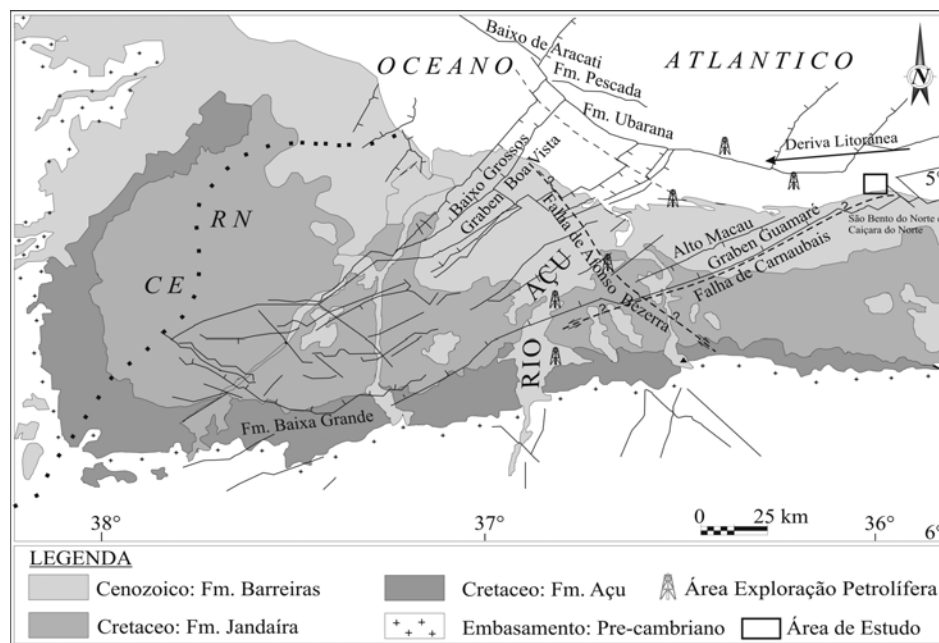 Baixo de Aracati
OCEANO
ATLANTICO
N
Fm. Pescada
Fm. Ubarana
Deriva Litorânea
5°
Baixo Grossos
Graben Boa Vista
São Bento do Norte e
Caiçara do Norte
RN
CE
Falha de Afonso Bezerra
Alto Macau
Graben Guamaré
Falha de Carnaubais
?
?
?
?
RIO AÇU
Fm. Baixa Grande
38°
37°
36°
6°
0 25 km
LEGENDA
Cenozoico: Fm. Barreiras
Cretaceo: Fm. Açu
Área Exploração Petrolífera
Cretaceo: Fm. Jandaíra
Embasamento: Pre-cambriano
Área de Estudo